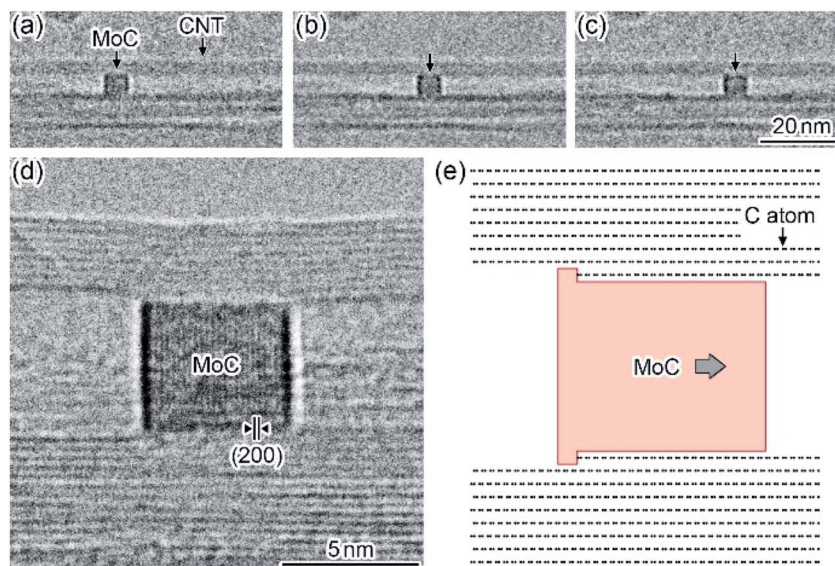 (a)
MoC
CNT
(b)
(c)
20 nm
(d)
MoC
(200)
5 nm
(e)
C atom
MoC